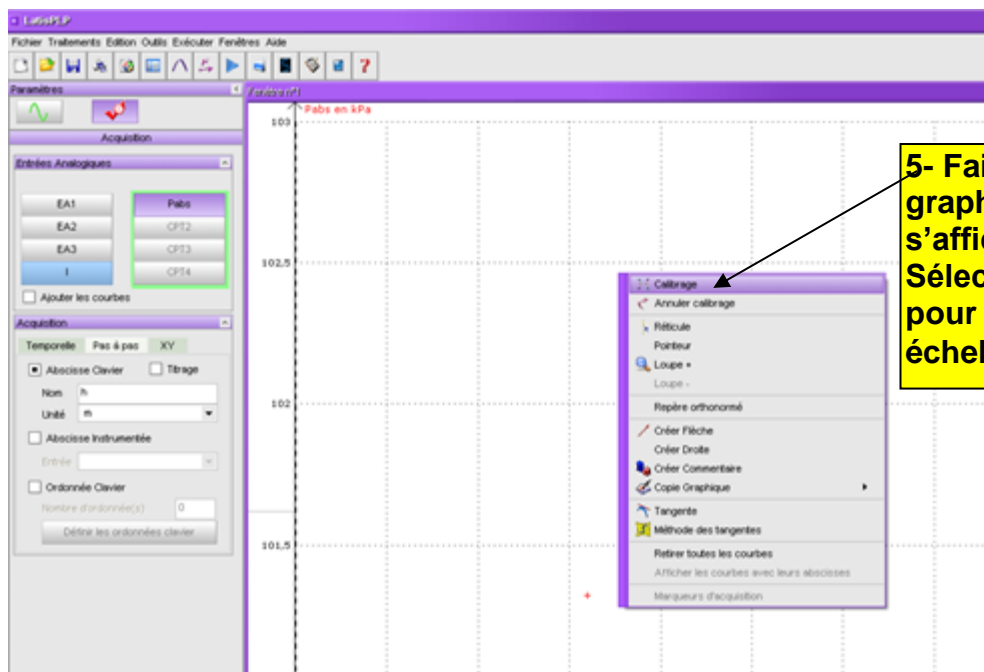 LatisPLP
Fichier Traitements Edition Outils Exécuter Fenêtres Aide
Paramètres
Fenêtre n°1
Acquisition
Entrées Analogiques
EA1 Pabs
EA2 CPT2
EA3 CPT3
I CPT4
Ajouter les courbes
Acquisition
Temporelle Pas à pas XY
Abscisse Clavier Titrage
Nom h
Unité m
Abscisse Instrumentée
Entrée
Ordonnée Clavier
Nombre d'ordonnée(s) 0
Définir les ordonnées clavier
Pabs en kPa
103
102,5
102
101,5
Calibrage
Annuler calibrage
Réticule
Pointeur
Loupe +
Loupe -
Repère orthonormé
Créer Flèche
Créer Droite
Créer Commentaire
Copie Graphique
Tangente
Méthode des tangentes
Retirer toutes les courbes
Afficher les courbes avec leurs abscisses
Marqueurs d'acquisition
5- Fai
graph
s’affi
Sélec
pour
échel